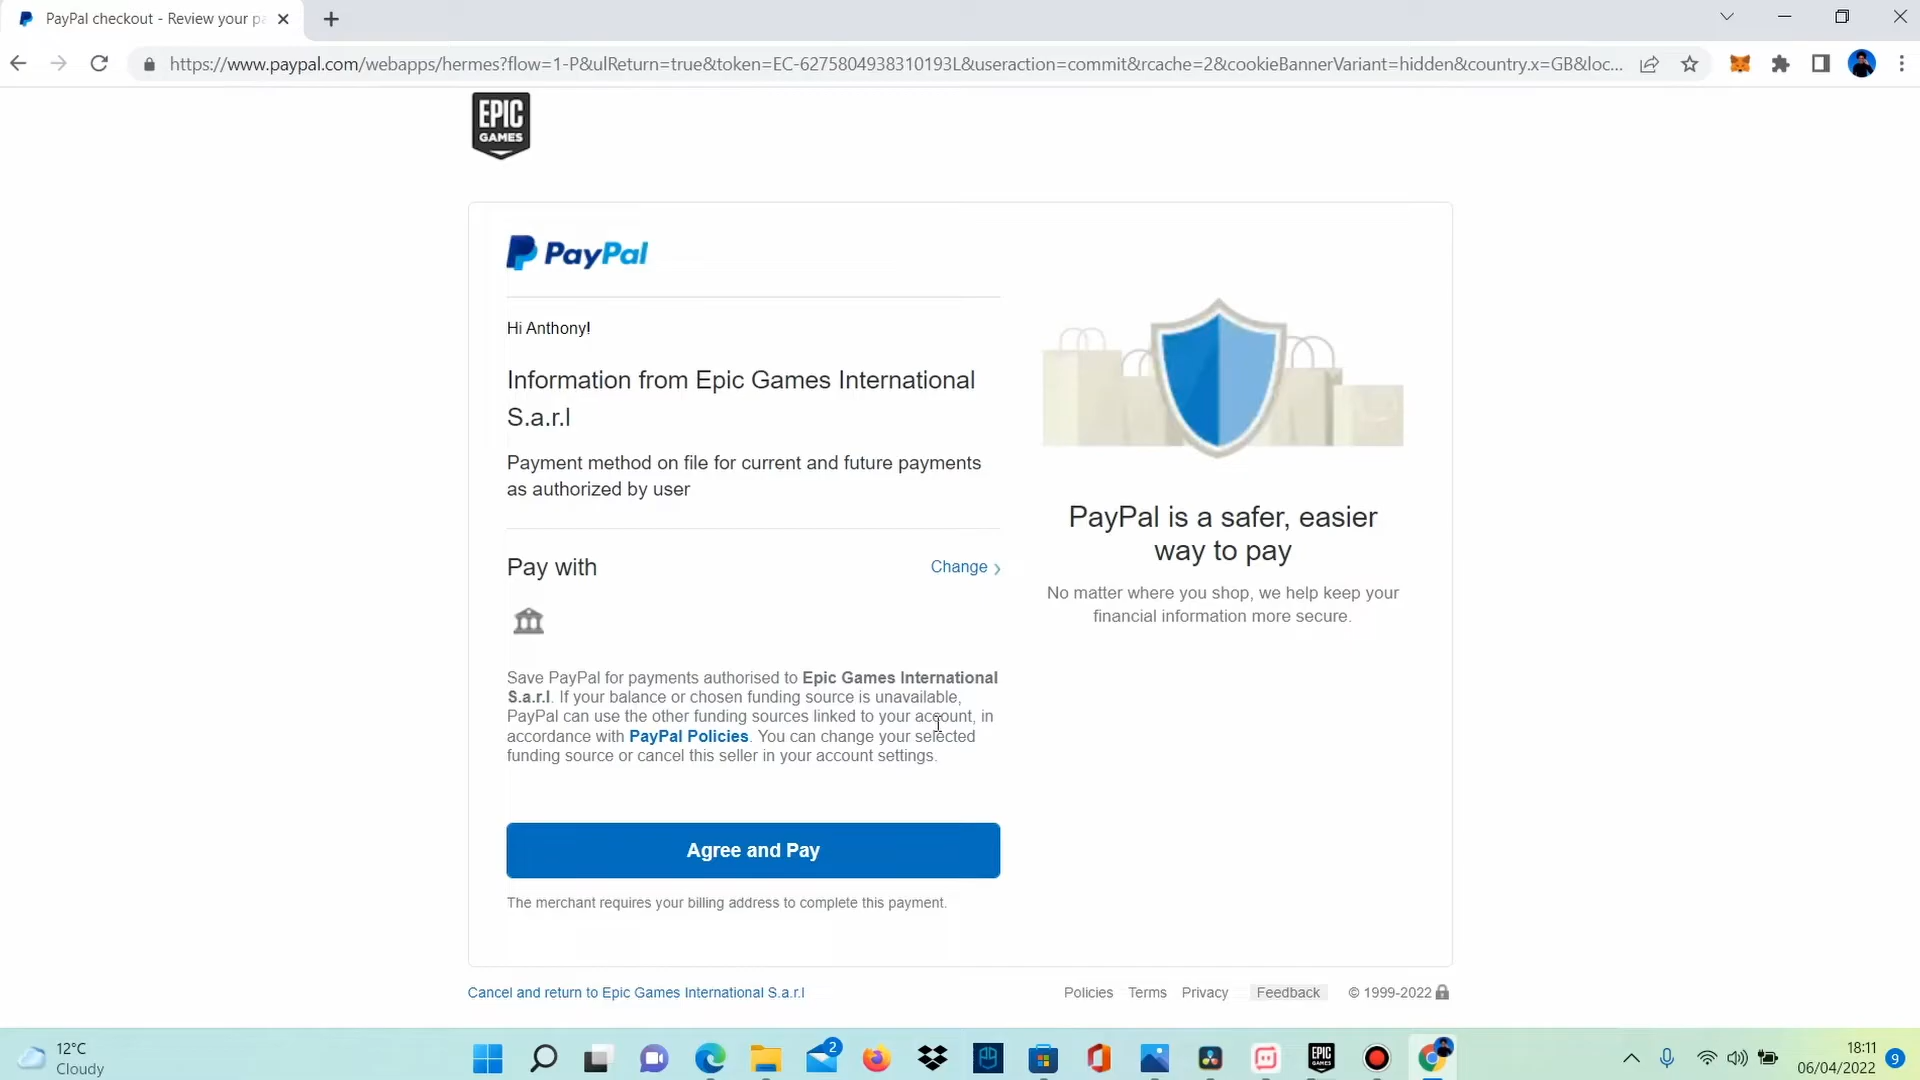 PayPal checkout - Review your pa
https://www.paypal.com/webapps/hermes?flow=1-P&ulReturn=true&token=EC-6275804938310193L&useraction=commit&rcache=2&cookieBannerVariant=hidden&country.x=GB&loc...
EPIC
GAMES
PayPal
Hi Anthony!
Information from Epic Games International
S.a.r.l
Payment method on file for current and future payments
as authorized by user
Pay with
Change
Save PayPal for payments authorised to Epic Games International
S.a.r.l. If your balance or chosen funding source is unavailable,
PayPal can use the other funding sources linked to your account, in
accordance with PayPal Policies. You can change your selected
funding source or cancel this seller in your account settings.
Agree and Pay
The merchant requires your billing address to complete this payment.
PayPal is a safer, easier
way to pay
No matter where you shop, we help keep your
financial information more secure.
Cancel and return to Epic Games International S.a.r.l
Policies Terms Privacy Feedback © 1999-2022
12°C
Cloudy
2
EPIC
GAMES
18:11
06/04/2022
9